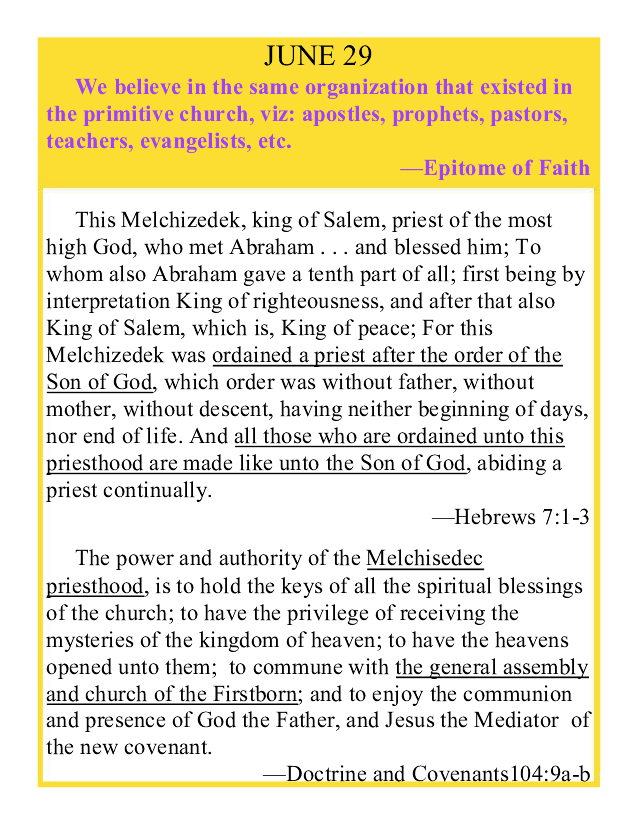 JUNE 29
We believe in the same organization that existed in
the primitive church, viz: apostles, prophets, pastors,
teachers, evangelists, etc.
—Epitome of Faith
This Melchizedek, king of Salem, priest of the most
high God, who met Abraham . . . and blessed him; To
whom also Abraham gave a tenth part of all; first being by
interpretation King of righteousness, and after that also
King of Salem, which is, King of peace; For this
Melchizedek was ordained a priest after the order of the
Son of God, which order was without father, without
mother, without descent, having neither beginning of days,
nor end of life. And all those who are ordained unto this
priesthood are made like unto the Son of God, abiding a
priest continually.
—Hebrews 7:1-3
The power and authority of the Melchisedec
priesthood, is to hold the keys of all the spiritual blessings
of the church; to have the privilege of receiving the
mysteries of the kingdom of heaven; to have the heavens
opened unto them;  to commune with the general assembly
and church of the Firstborn; and to enjoy the communion
and presence of God the Father, and Jesus the Mediator  of
the new covenant.
—Doctrine and Covenants104:9a-b